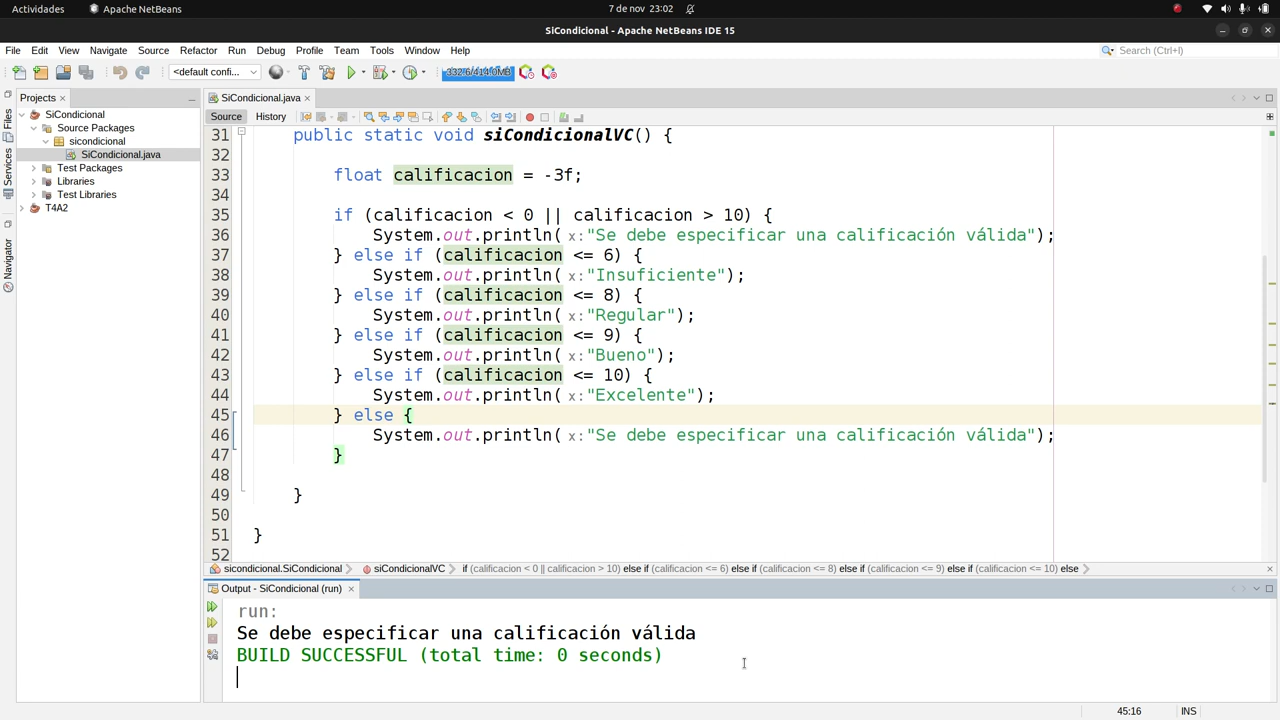 Actividades Apache NetBeans 7 de nov 23:02
SiCondicional - Apache NetBeans IDE 15
File Edit View Navigate Source Refactor Run Debug Profile Team Tools Window Help Search (Ctrl+I)
<default confi... 332.6/414.0MB
Projects SiCondicional.java
SiCondicional
Source Packages
sicondicional
SiCondicional.java
Test Packages
Libraries
Test Libraries
T4A2
Files
Services
Navigator
Source History
31 public static void siCondicionalVC() {
32
33 float calificacion = -3f;
34
35 if (calificacion < 0 || calificacion > 10) {
36 System.out.println(x:"Se debe especificar una calificación válida");
37 } else if (calificacion <= 6) {
38 System.out.println(x:"Insuficiente");
39 } else if (calificacion <= 8) {
40 System.out.println(x:"Regular");
41 } else if (calificacion <= 9) {
42 System.out.println(x:"Bueno");
43 } else if (calificacion <= 10) {
44 System.out.println(x:"Excelente");
45 } else {
46 System.out.println(x:"Se debe especificar una calificación válida");
47 }
48
49 }
50
51 }
52
sicondicional.SiCondicional siCondicionalVC if (calificacion < 0 || calificacion > 10) else if (calificacion <= 6) else if (calificacion <= 8) else if (calificacion <= 9) else if (calificacion <= 10) else
Output - SiCondicional (run)
run:
Se debe especificar una calificación válida
BUILD SUCCESSFUL (total time: 0 seconds)
45:16 INS